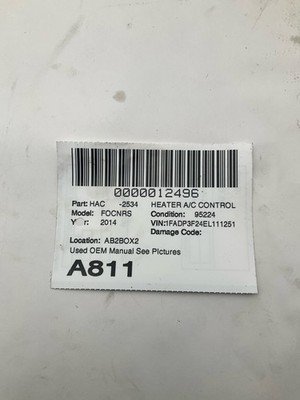 0000012496
Part: HAC -2534 HEATER A/C CONTROL
Model: FOCNRS Condition: 95224
Year: 2014 VIN:1FADP3F24EL111251
Damage Code:
Location: AB2BOX2
Used OEM Manual See Pictures
A811